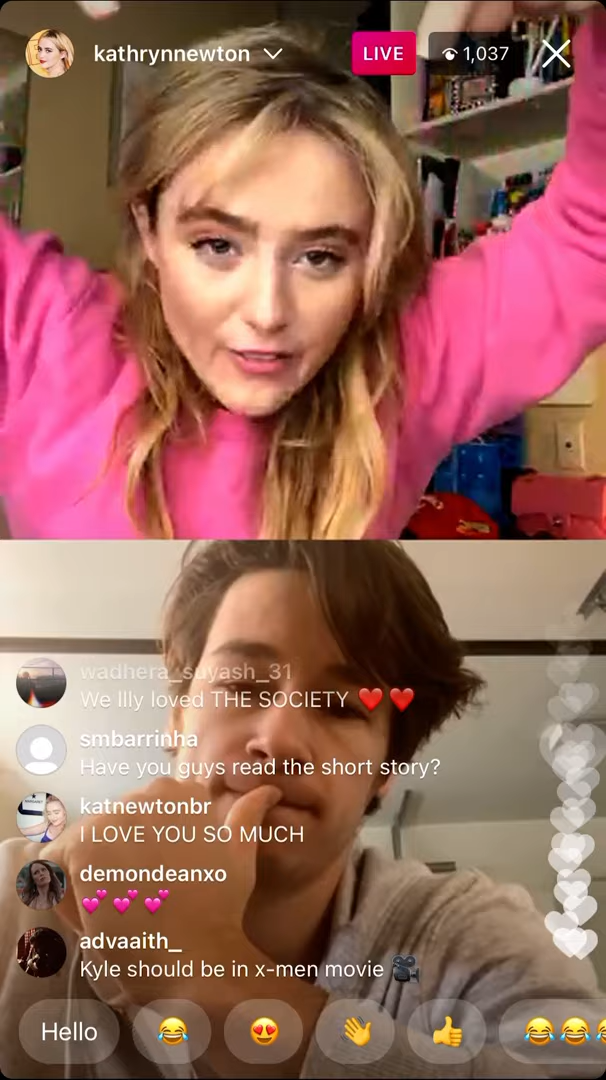 kathrynnewton
LIVE
1,037
wadhera_suyash_31
We llly loved THE SOCIETY ❤️❤️
smbarrinha
Have you guys read the short story?
katnewtonbr
I LOVE YOU SO MUCH
demondeanxo
💕💕💕
advaaith_
Kyle should be in x-men movie 🎥
Hello 😂 😍 👋 👍 😂😂